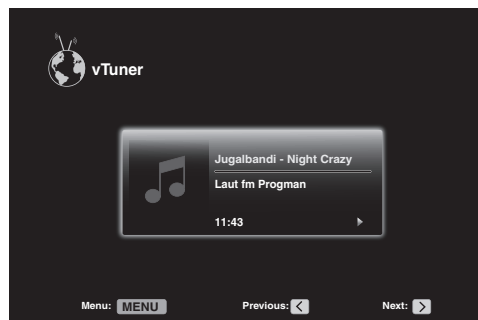 vTuner
Jugalbandi - Night Crazy
Laut fm Progman
11:43
Menu: MENU Previous: Next: